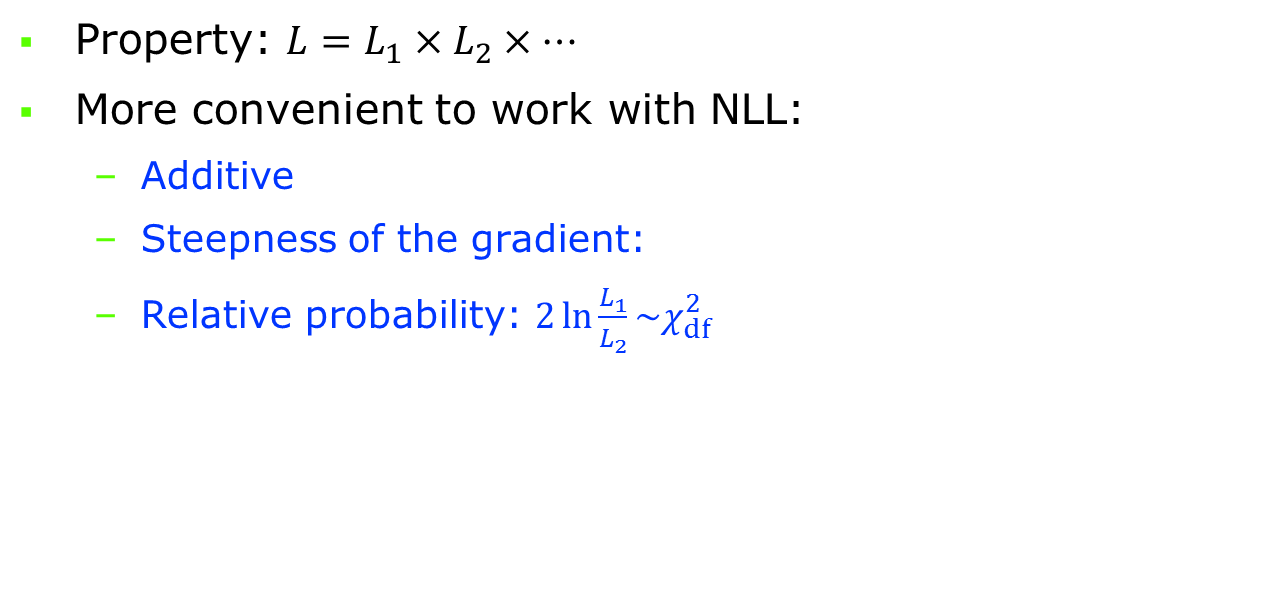 ▪ Property: 𝐿 = 𝐿₁ × 𝐿₂ × ⋯
▪ More convenient to work with NLL:
– Additive
– Steepness of the gradient:
– Relative probability: 2 ln 𝐿₁/𝐿₂ ~𝜒²df